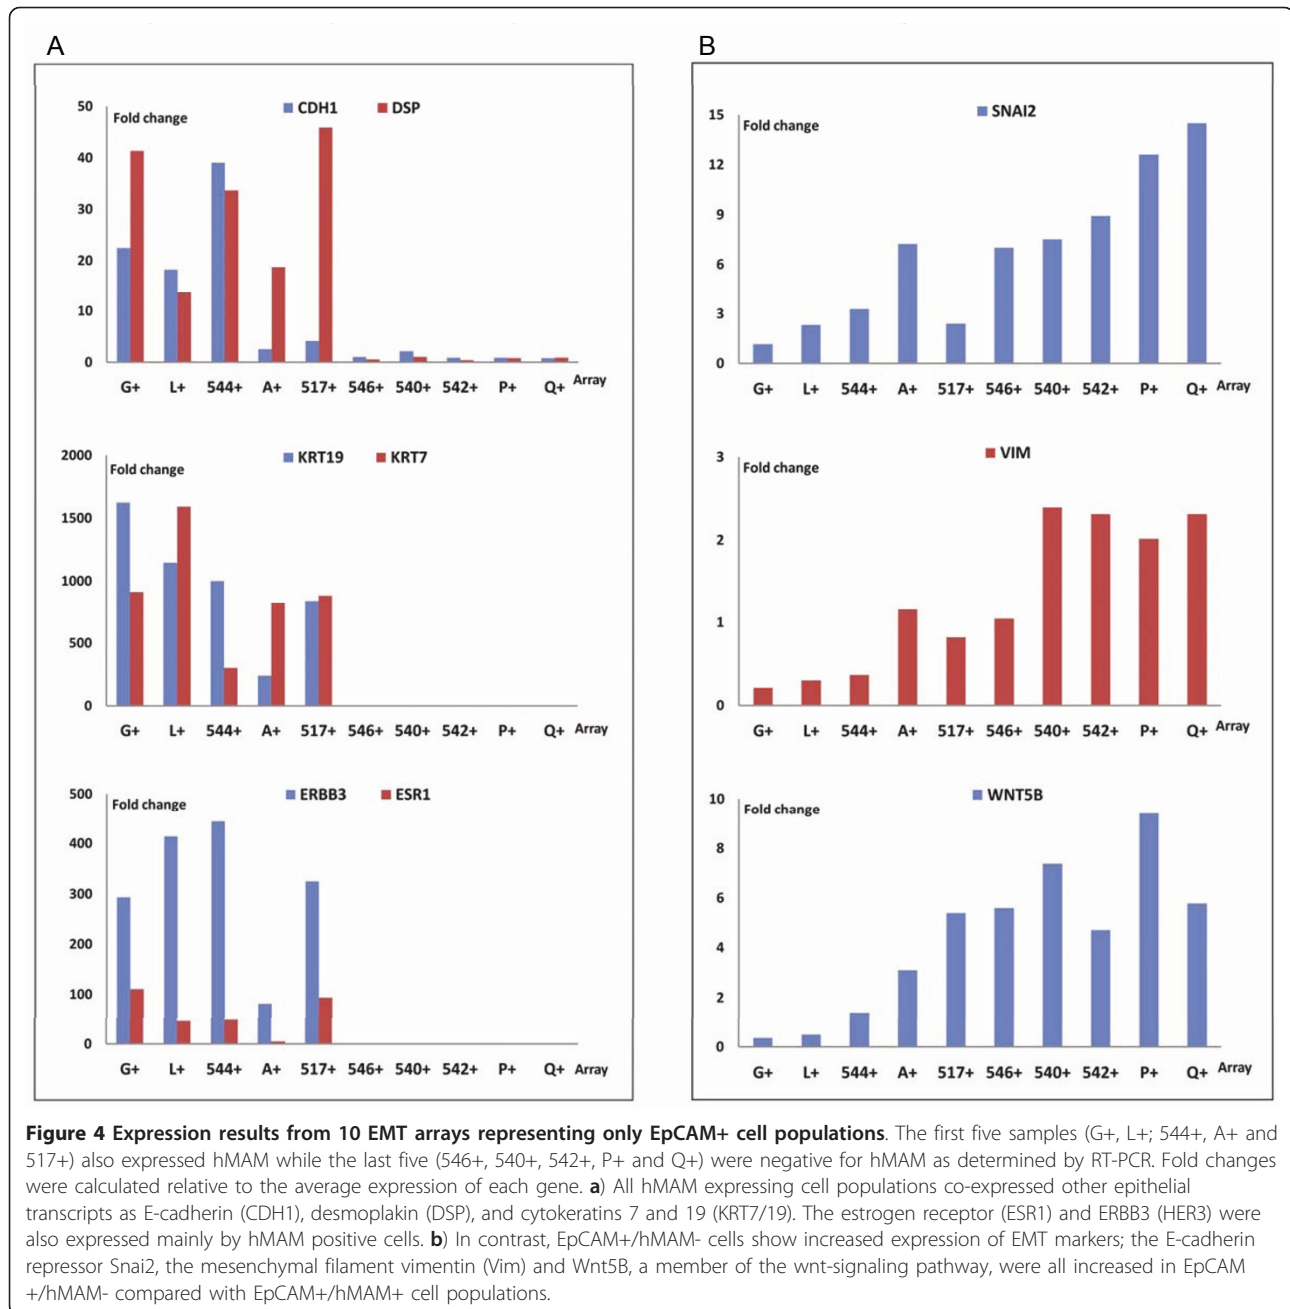 A
Fold change
CDH1 DSP
50
40
30
20
10
0
G+ L+ 544+ A+ 517+ 546+ 540+ 542+ P+ Q+ Array
Fold change
KRT19 KRT7
2000
1500
1000
500
0
G+ L+ 544+ A+ 517+ 546+ 540+ 542+ P+ Q+ Array
Fold change
ERBB3 ESR1
500
400
300
200
100
0
G+ L+ 544+ A+ 517+ 546+ 540+ 542+ P+ Q+ Array
B
Fold change
SNAI2
15
12
9
6
3
0
G+ L+ 544+ A+ 517+ 546+ 540+ 542+ P+ Q+ Array
Fold change
VIM
3
2
1
0
G+ L+ 544+ A+ 517+ 546+ 540+ 542+ P+ Q+ Array
Fold change
WNT5B
10
8
6
4
2
0
G+ L+ 544+ A+ 517+ 546+ 540+ 542+ P+ Q+ Array
Figure 4 Expression results from 10 EMT arrays representing only EpCAM+ cell populations. The first five samples (G+, L+; 544+, A+ and
517+) also expressed hMAM while the last five (546+, 540+, 542+, P+ and Q+) were negative for hMAM as determined by RT-PCR. Fold changes
were calculated relative to the average expression of each gene. a) All hMAM expressing cell populations co-expressed other epithelial
transcripts as E-cadherin (CDH1), desmoplakin (DSP), and cytokeratins 7 and 19 (KRT7/19). The estrogen receptor (ESR1) and ERBB3 (HER3) were
also expressed mainly by hMAM positive cells. b) In contrast, EpCAM+/hMAM- cells show increased expression of EMT markers; the E-cadherin
repressor Snai2, the mesenchymal filament vimentin (Vim) and Wnt5B, a member of the wnt-signaling pathway, were all increased in EpCAM
+/hMAM- compared with EpCAM+/hMAM+ cell populations.